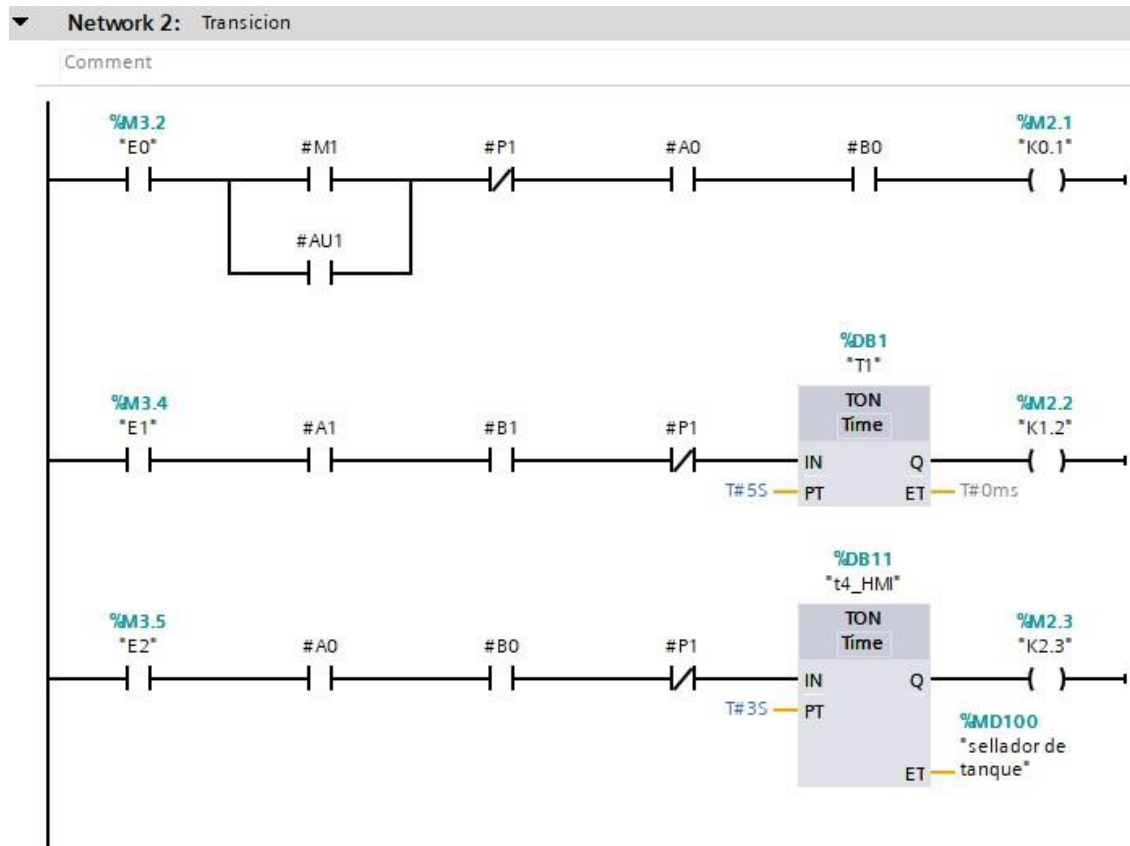 Network 2: Transicion
Comment
%M3.2 %M2.1
"E0" #M1 #P1 #A0 #B0 "K0.1"
#AU1
%DB1
"T1"
%M3.4 TON %M2.2
"E1" #A1 #B1 #P1 Time "K1.2"
IN Q
T#5S PT ET T#0ms
%DB11
"t4_HMI"
%M3.5 TON %M2.3
"E2" #A0 #B0 #P1 Time "K2.3"
IN Q
T#3S PT
%MD100
"sellador de
ET tanque"